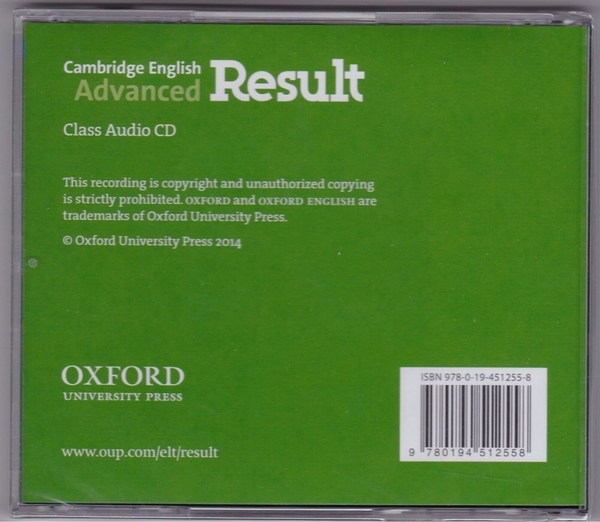 Cambridge English
Advanced Result
Class Audio CD
This recording is copyright and unauthorized copying
is strictly prohibited. OXFORD and OXFORD ENGLISH are
trademarks of Oxford University Press.
© Oxford University Press 2014
OXFORD
UNIVERSITY PRESS
www.oup.com/elt/result
ISBN 978-0-19-451255-8
9 780194 512558